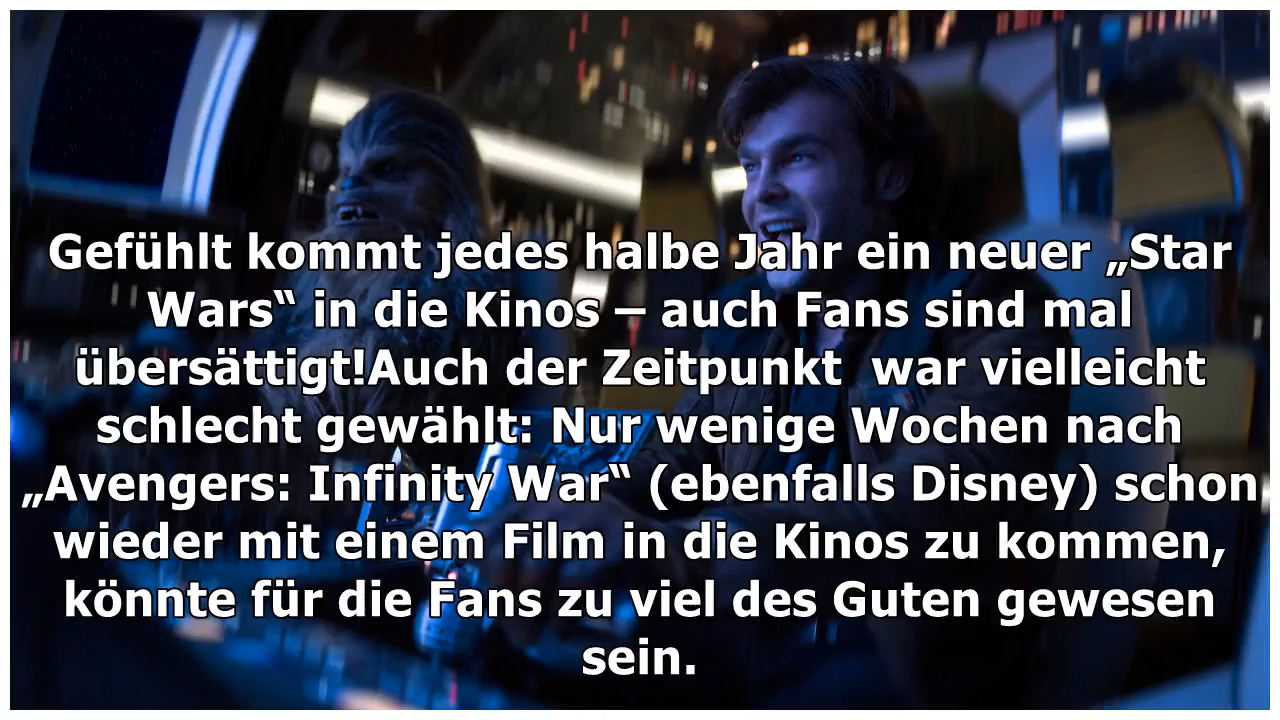 Gefühlt kommt jedes halbe Jahr ein neuer „Star
Wars“ in die Kinos – auch Fans sind mal
übersättigt!Auch der Zeitpunkt  war vielleicht
schlecht gewählt: Nur wenige Wochen nach
„Avengers: Infinity War“ (ebenfalls Disney) schon
wieder mit einem Film in die Kinos zu kommen,
könnte für die Fans zu viel des Guten gewesen
sein.